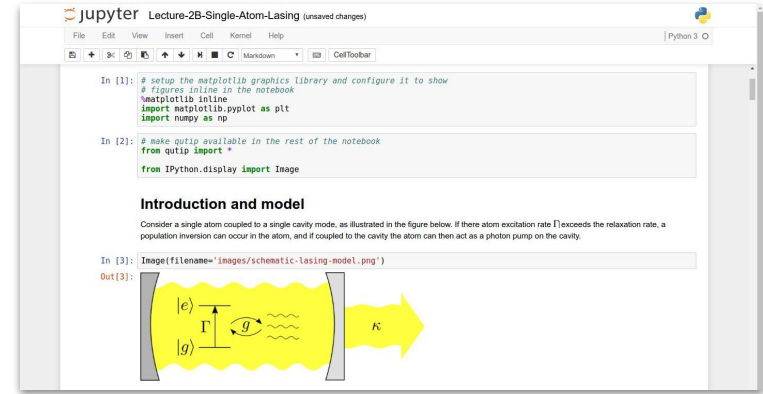 jupyter Lecture-2B-Single-Atom-Lasing (unsaved changes)
File Edit View Insert Cell Kernel Help Python 3
Markdown CellToolbar
In [1]: # setup the matplotlib graphics library and configure it to show
# figures inline in the notebook
%matplotlib inline
import matplotlib.pyplot as plt
import numpy as np
In [2]: # make qutip available in the rest of the notebook
from qutip import *
from IPython.display import Image
Introduction and model
Consider a single atom coupled to a single cavity mode, as illustrated in the figure below. If there atom excitation rate Γ exceeds the relaxation rate, a
population inversion can occur in the atom, and if coupled to the cavity the atom can then act as a photon pump on the cavity.
In [3]: Image(filename='images/schematic-lasing-model.png')
Out[3]:
|e⟩
Γ g κ
|g⟩